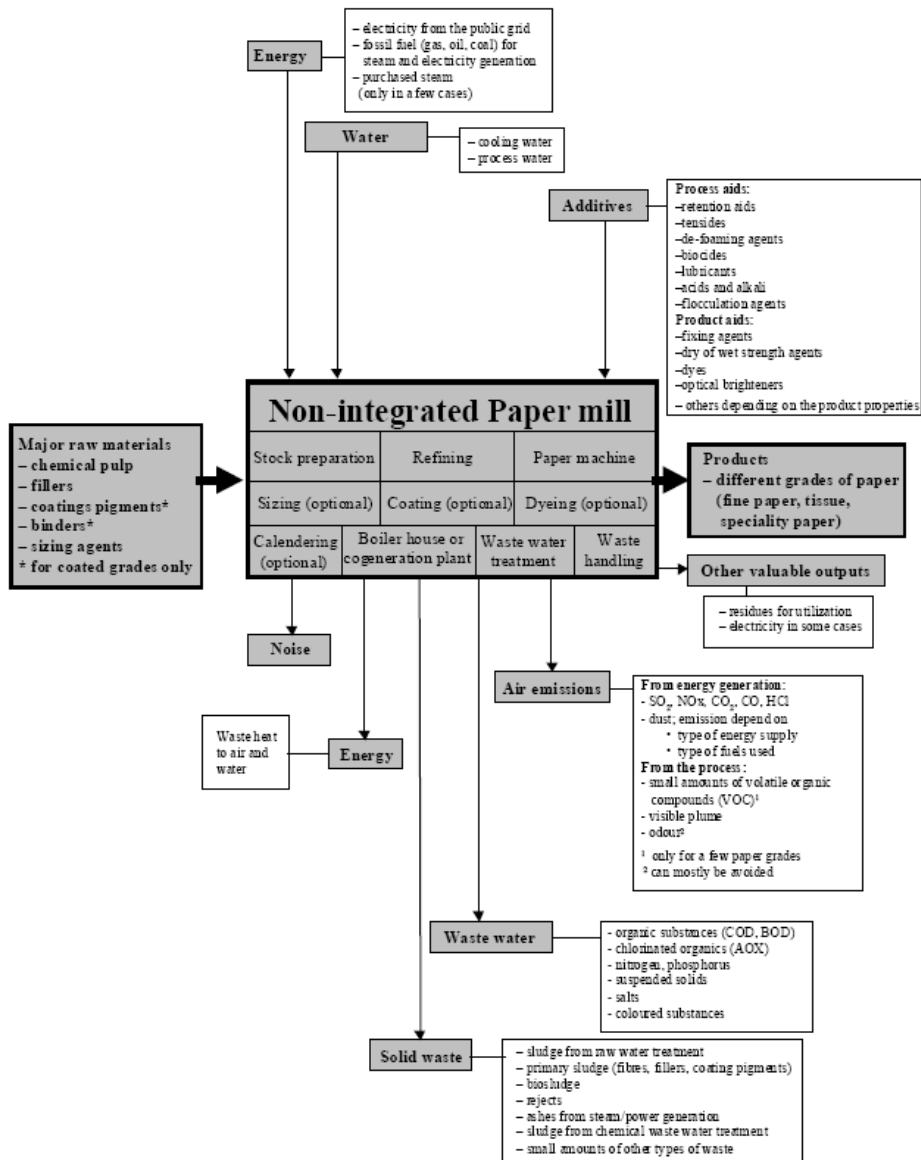 Energy
– electricity from the public grid
– fossil fuel (gas, oil, coal) for
steam and electricity generation
– purchased steam
(only in a few cases)
Water
– cooling water
– process water
Additives
Process aids:
–retention aids
–tensides
–de-foaming agents
–biocides
–lubricants
–acids and alkali
–flocculation agents
Product aids:
–fixing agents
–dry of wet strength agents
–dyes
–optical brighteners
– others depending on the product properties
Major raw materials
– chemical pulp
– fillers
– coatings pigments*
– binders*
– sizing agents
* for coated grades only
Non-integrated Paper mill
Stock preparation
Refining
Paper machine
Sizing (optional)
Coating (optional)
Dyeing (optional)
Calendering
(optional)
Boiler house or
cogeneration plant
Waste water
treatment
Waste
handling
Products
– different grades of paper
(fine paper, tissue,
speciality paper)
Other valuable outputs
– residues for utilization
– electricity in some cases
Noise
Air emissions
From energy generation:
- SO₂, NOx, CO₂, CO, HCl
- dust; emission depend on
• type of energy supply
• type of fuels used
From the process:
- small amounts of volatile organic
compounds (VOC)¹
- visible plume
- odour²
¹ only for a few paper grades
² can mostly be avoided
Waste heat
to air and
water
Energy
Waste water
- organic substances (COD, BOD)
- chlorinated organics (AOX)
- nitrogen, phosphorus
- suspended solids
- salts
- coloured substances
Solid waste
– sludge from raw water treatment
– primary sludge (fibres, fillers, coating pigments)
– biosludge
– rejects
– ashes from steam/power generation
– sludge from chemical waste water treatment
– small amounts of other types of waste